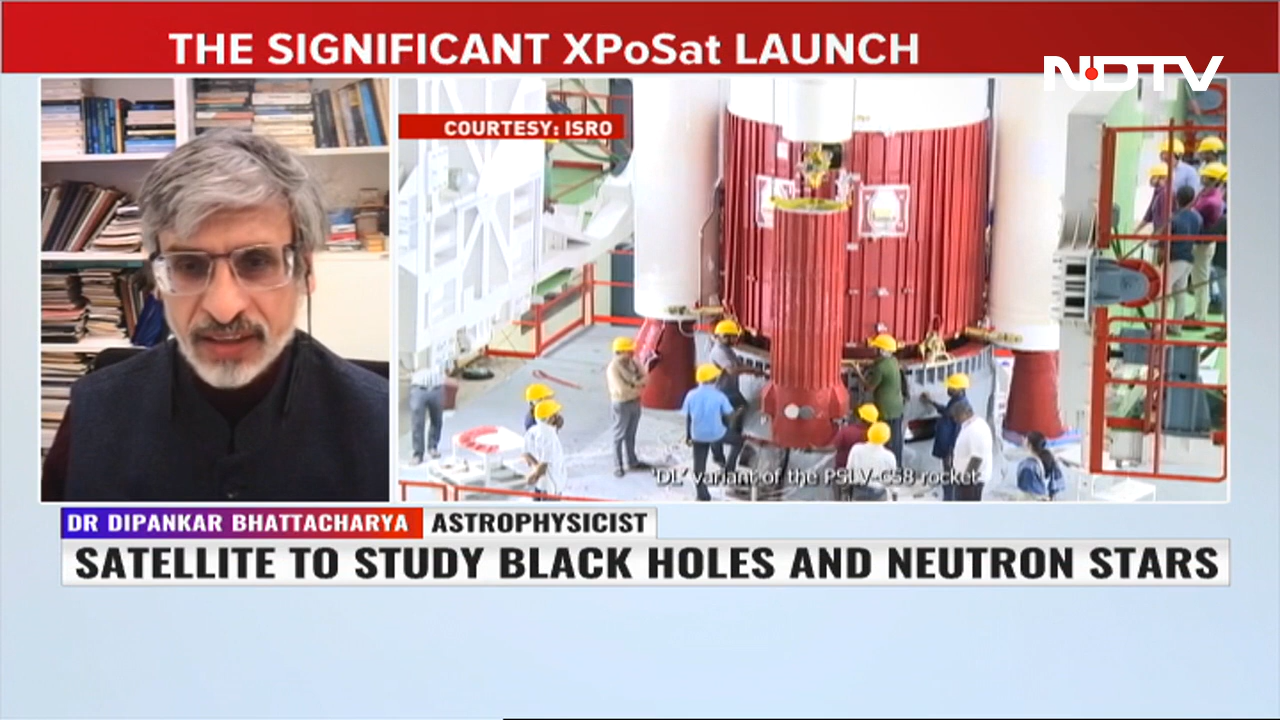 THE SIGNIFICANT XPoSat LAUNCH
NDTV
COURTESY: ISRO
'DL' variant of the PSLV-C58 rocket
DR DIPANKAR BHATTACHARYA
ASTROPHYSICIST
SATELLITE TO STUDY BLACK HOLES AND NEUTRON STARS